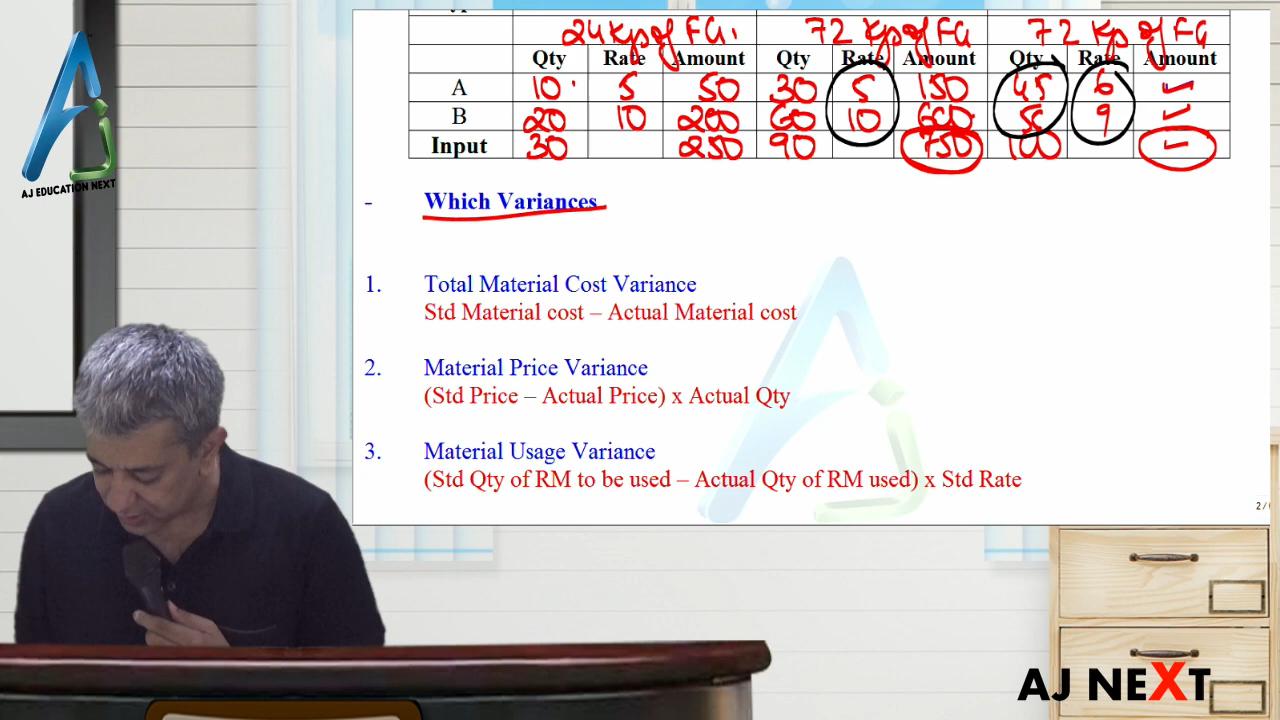 24 Kg of FG. 72 Kg of FG 72 Kg of FG
Qty Rate Amount Qty Rate Amount Qty Rate Amount
A 10 5 50 30 5 150 45 6
B 20 10 200 60 10 600 9
Input 30 250 90 750 100
- Which Variances
1. Total Material Cost Variance
Std Material cost – Actual Material cost
2. Material Price Variance
(Std Price – Actual Price) x Actual Qty
3. Material Usage Variance
(Std Qty of RM to be used – Actual Qty of RM used) x Std Rate
AJ EDUCATION NEXT
AJ NEXT